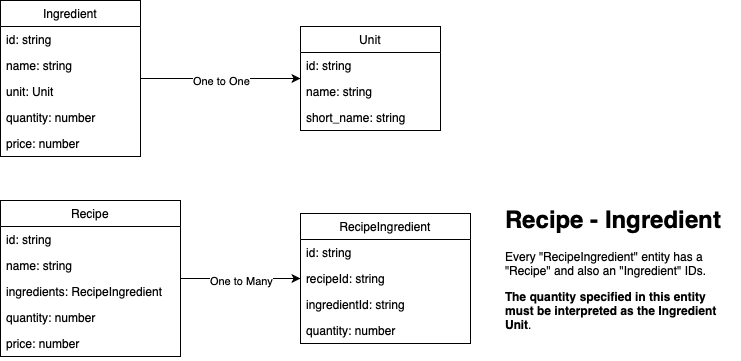 Ingredient
id: string
name: string
unit: Unit
quantity: number
price: number
One to One
Unit
id: string
name: string
short_name: string
Recipe
id: string
name: string
ingredients: RecipeIngredient
quantity: number
price: number
One to Many
RecipeIngredient
id: string
recipeId: string
ingredientId: string
quantity: number
Recipe - Ingredient
Every "RecipeIngredient" entity has a
"Recipe" and also an "Ingredient" IDs.
The quantity specified in this entity
must be interpreted as the Ingredient
Unit.